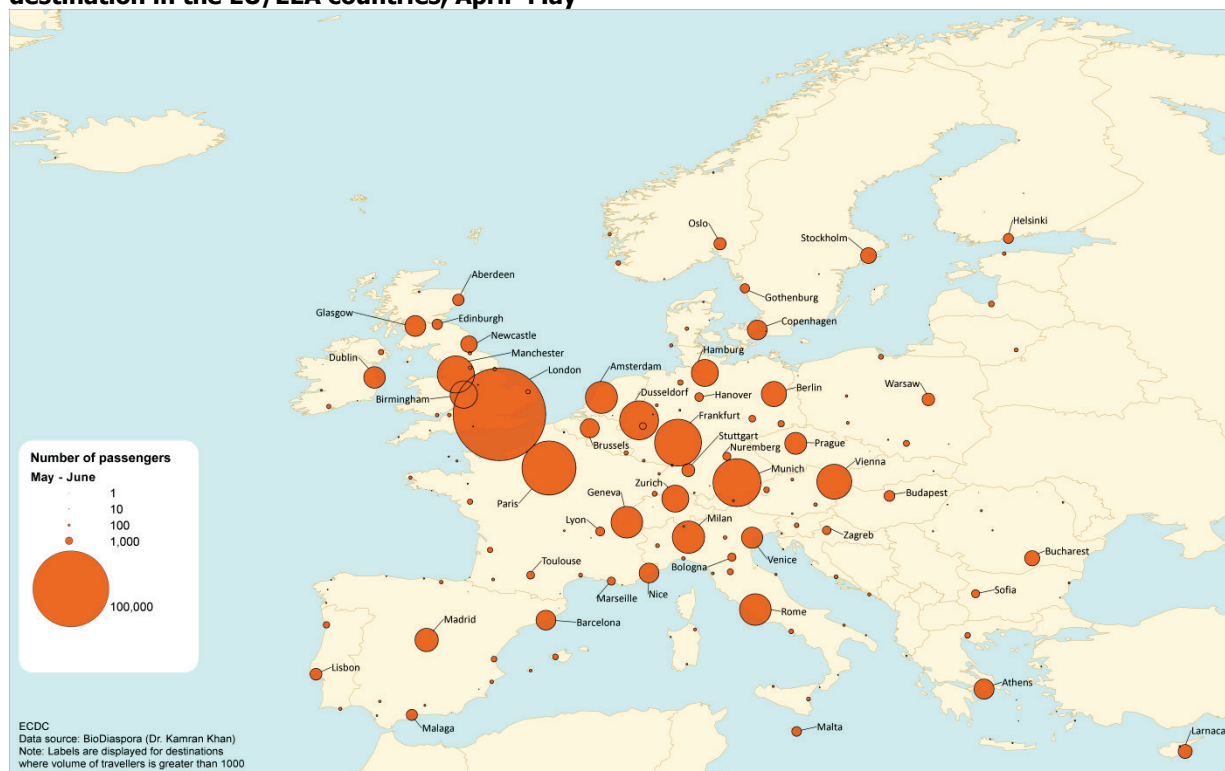 destination in the EU/EEA countries, April-May
Oslo
Helsinki
Stockholm
Aberdeen
Gothenburg
Glasgow
Edinburgh
Copenhagen
Newcastle
Dublin
Manchester
Hamburg
London
Amsterdam
Birmingham
Dusseldorf
Hanover
Berlin
Warsaw
Frankfurt
Brussels
Stuttgart
Prague
Nuremberg
Number of passengers
May - June
1
10
100
1,000
100,000
Munich
Vienna
Zurich
Geneva
Paris
Budapest
Lyon
Milan
Zagreb
Venice
Bucharest
Toulouse
Bologna
Marseille
Nice
Sofia
Madrid
Barcelona
Rome
Lisbon
Athens
Malaga
Malta
Larnaca
ECDC
Data source: BioDiaspora (Dr. Kamran Khan)
Note: Labels are displayed for destinations
where volume of travellers is greater than 1000